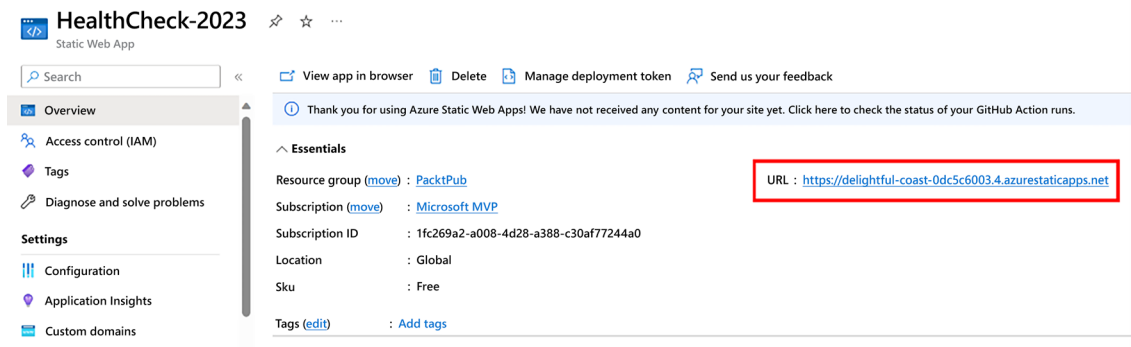 HealthCheck-2023
Static Web App
Search
Overview
Access control (IAM)
Tags
Diagnose and solve problems
Settings
Configuration
Application Insights
Custom domains
View app in browser Delete Manage deployment token Send us your feedback
Thank you for using Azure Static Web Apps! We have not received any content for your site yet. Click here to check the status of your GitHub Action runs.
Essentials
Resource group (move) : PacktPub
Subscription (move) : Microsoft MVP
Subscription ID : 1fc269a2-a008-4d28-a388-c30af77244a0
Location : Global
Sku : Free
Tags (edit) : Add tags
URL : https://delightful-coast-0dc5c6003.4.azurestaticapps.net